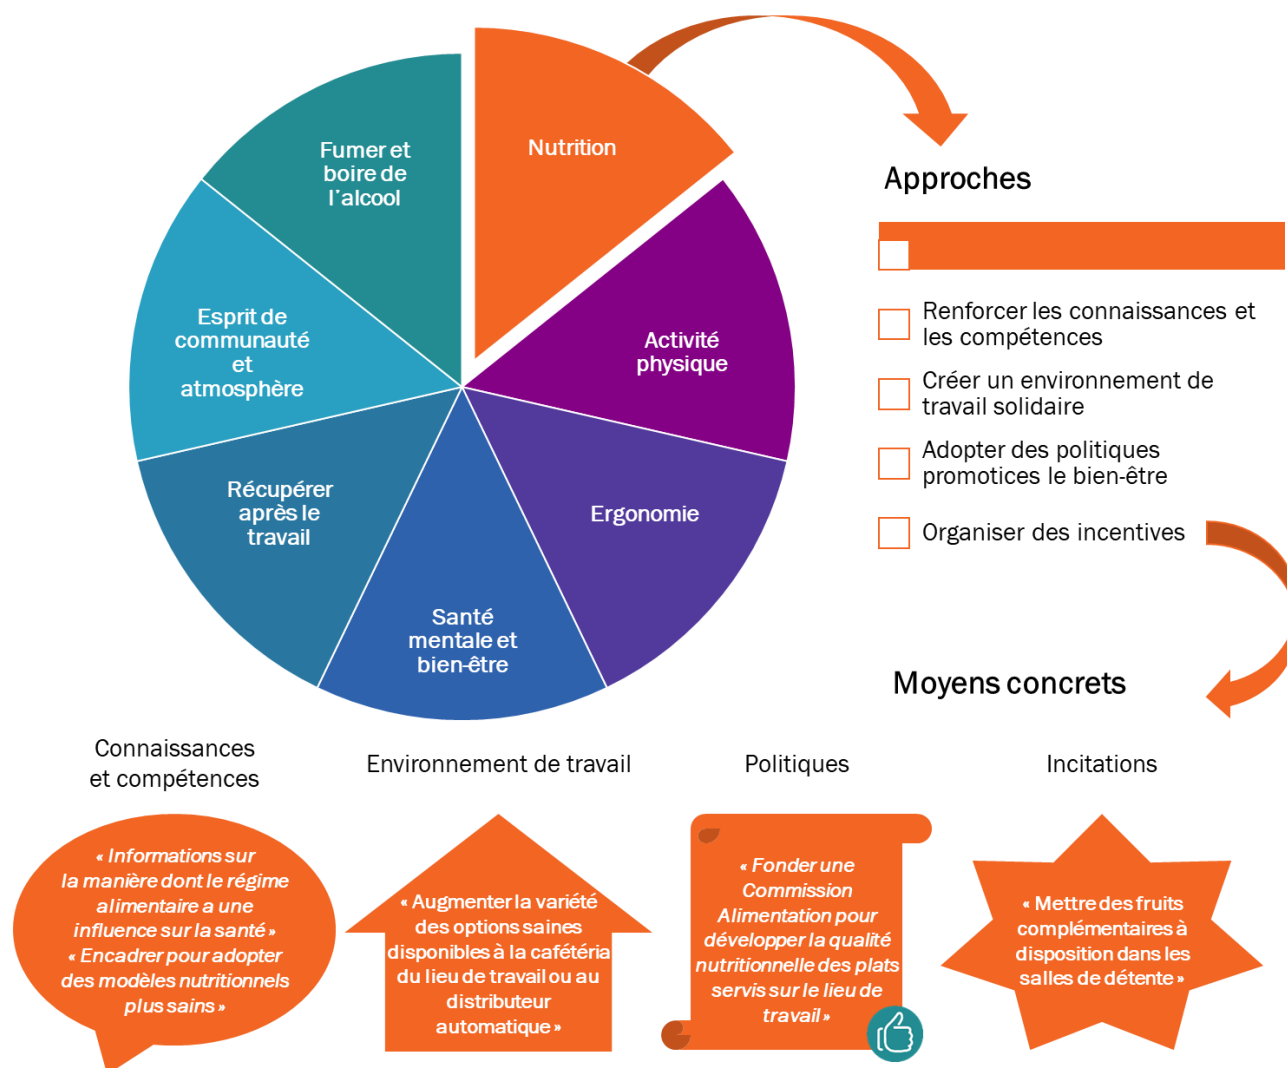 Fumer et
boire de
l'alcool
Nutrition
Activité
physique
Ergonomie
Santé
mentale et
bien-être
Récupérer
après le
travail
Esprit de
communauté
et
atmosphère
Approches
Renforcer les connaissances et
les compétences
Créer un environnement de
travail solidaire
Adopter des politiques
promotices le bien-être
Organiser des incentives
Moyens concrets
Connaissances
et compétences
« Informations sur
la manière dont le régime
alimentaire a une
influence sur la santé »
« Encadrer pour adopter
des modèles nutritionnels
plus sains »
Environnement de travail
« Augmenter la variété
des options saines
disponibles à la cafétéria
du lieu de travail ou au
distributeur
automatique »
Politiques
« Fonder une
Commission
Alimentation pour
développer la qualité
nutritionnelle des plats
servis sur le lieu de
travail »
Incitations
« Mettre des fruits
complémentaires à
disposition dans les
salles de détente »